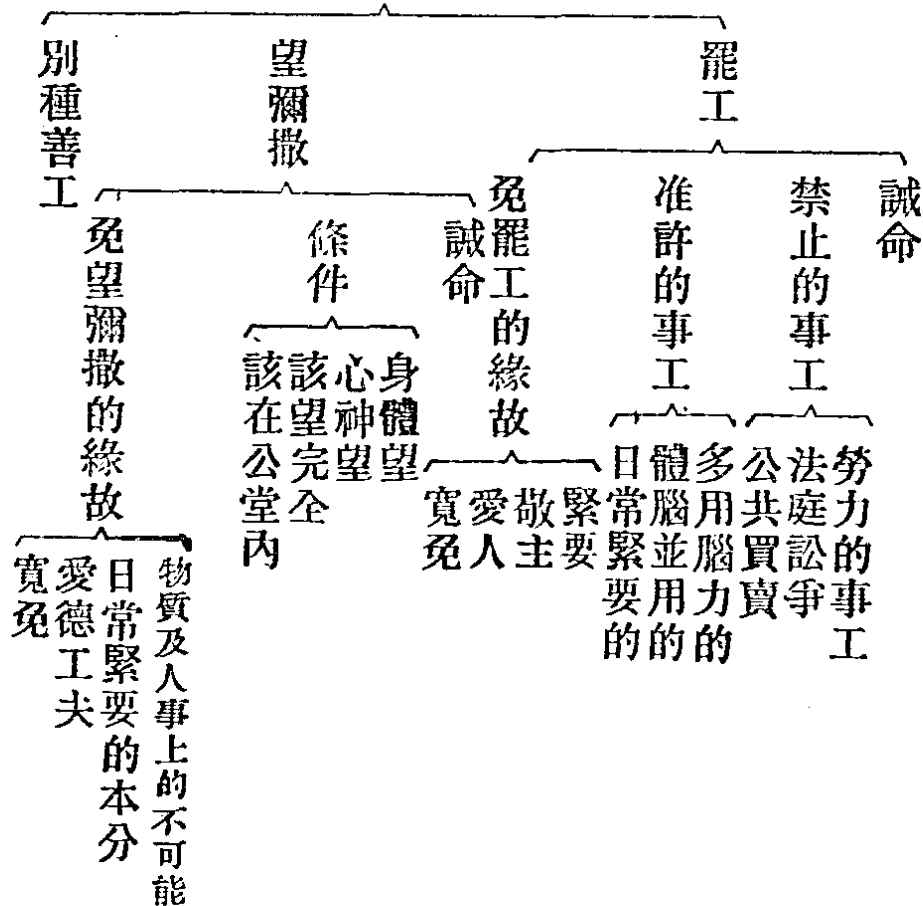 罷工
誡命
禁止的事工
勞力的事工
法庭訟爭
公共買賣
准許的事工
多用腦力的
體腦並用的
日常緊要的
免罷工的緣故
緊要
敬主
愛人
寬免
望彌撒
誡命
條件
身體望
心神望
該望完全
該在公堂內
免望彌撒的緣故
物質及人事上的不可能
日常緊要的本分
愛德工夫
寬免
別種善工